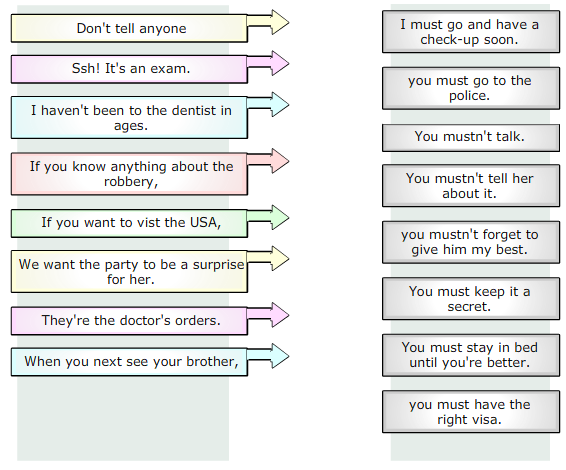 Don't tell anyone
Ssh! It's an exam.
I haven't been to the dentist in
ages.
If you know anything about the
robbery,
If you want to vist the USA,
We want the party to be a surprise
for her.
They're the doctor's orders.
When you next see your brother,
I must go and have a
check-up soon.
you must go to the
police.
You mustn't talk.
You mustn't tell her
about it.
you mustn't forget to
give him my best.
You must keep it a
secret.
You must stay in bed
until you're better.
you must have the
right visa.